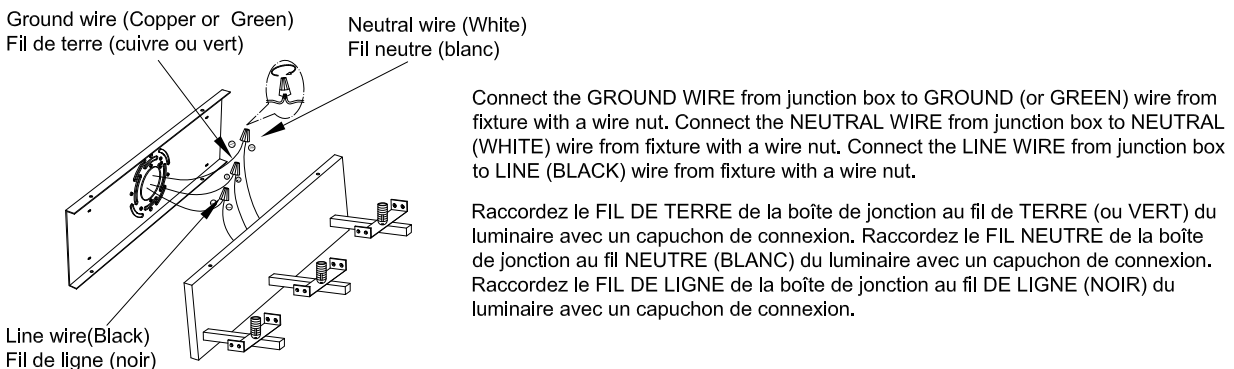 Ground wire (Copper or  Green)
Fil de terre (cuivre ou vert)
Neutral wire (White)
Fil neutre (blanc)
Connect the GROUND WIRE from junction box to GROUND (or GREEN) wire from
fixture with a wire nut. Connect the NEUTRAL WIRE from junction box to NEUTRAL
(WHITE) wire from fixture with a wire nut. Connect the LINE WIRE from junction box
to LINE (BLACK) wire from fixture with a wire nut.
Raccordez le FIL DE TERRE de la boîte de jonction au fil de TERRE (ou VERT) du
luminaire avec un capuchon de connexion. Raccordez le FIL NEUTRE de la boîte
de jonction au fil NEUTRE (BLANC) du luminaire avec un capuchon de connexion.
Raccordez le FIL DE LIGNE de la boîte de jonction au fil DE LIGNE (NOIR) du
luminaire avec un capuchon de connexion.
Line wire(Black)
Fil de ligne (noir)